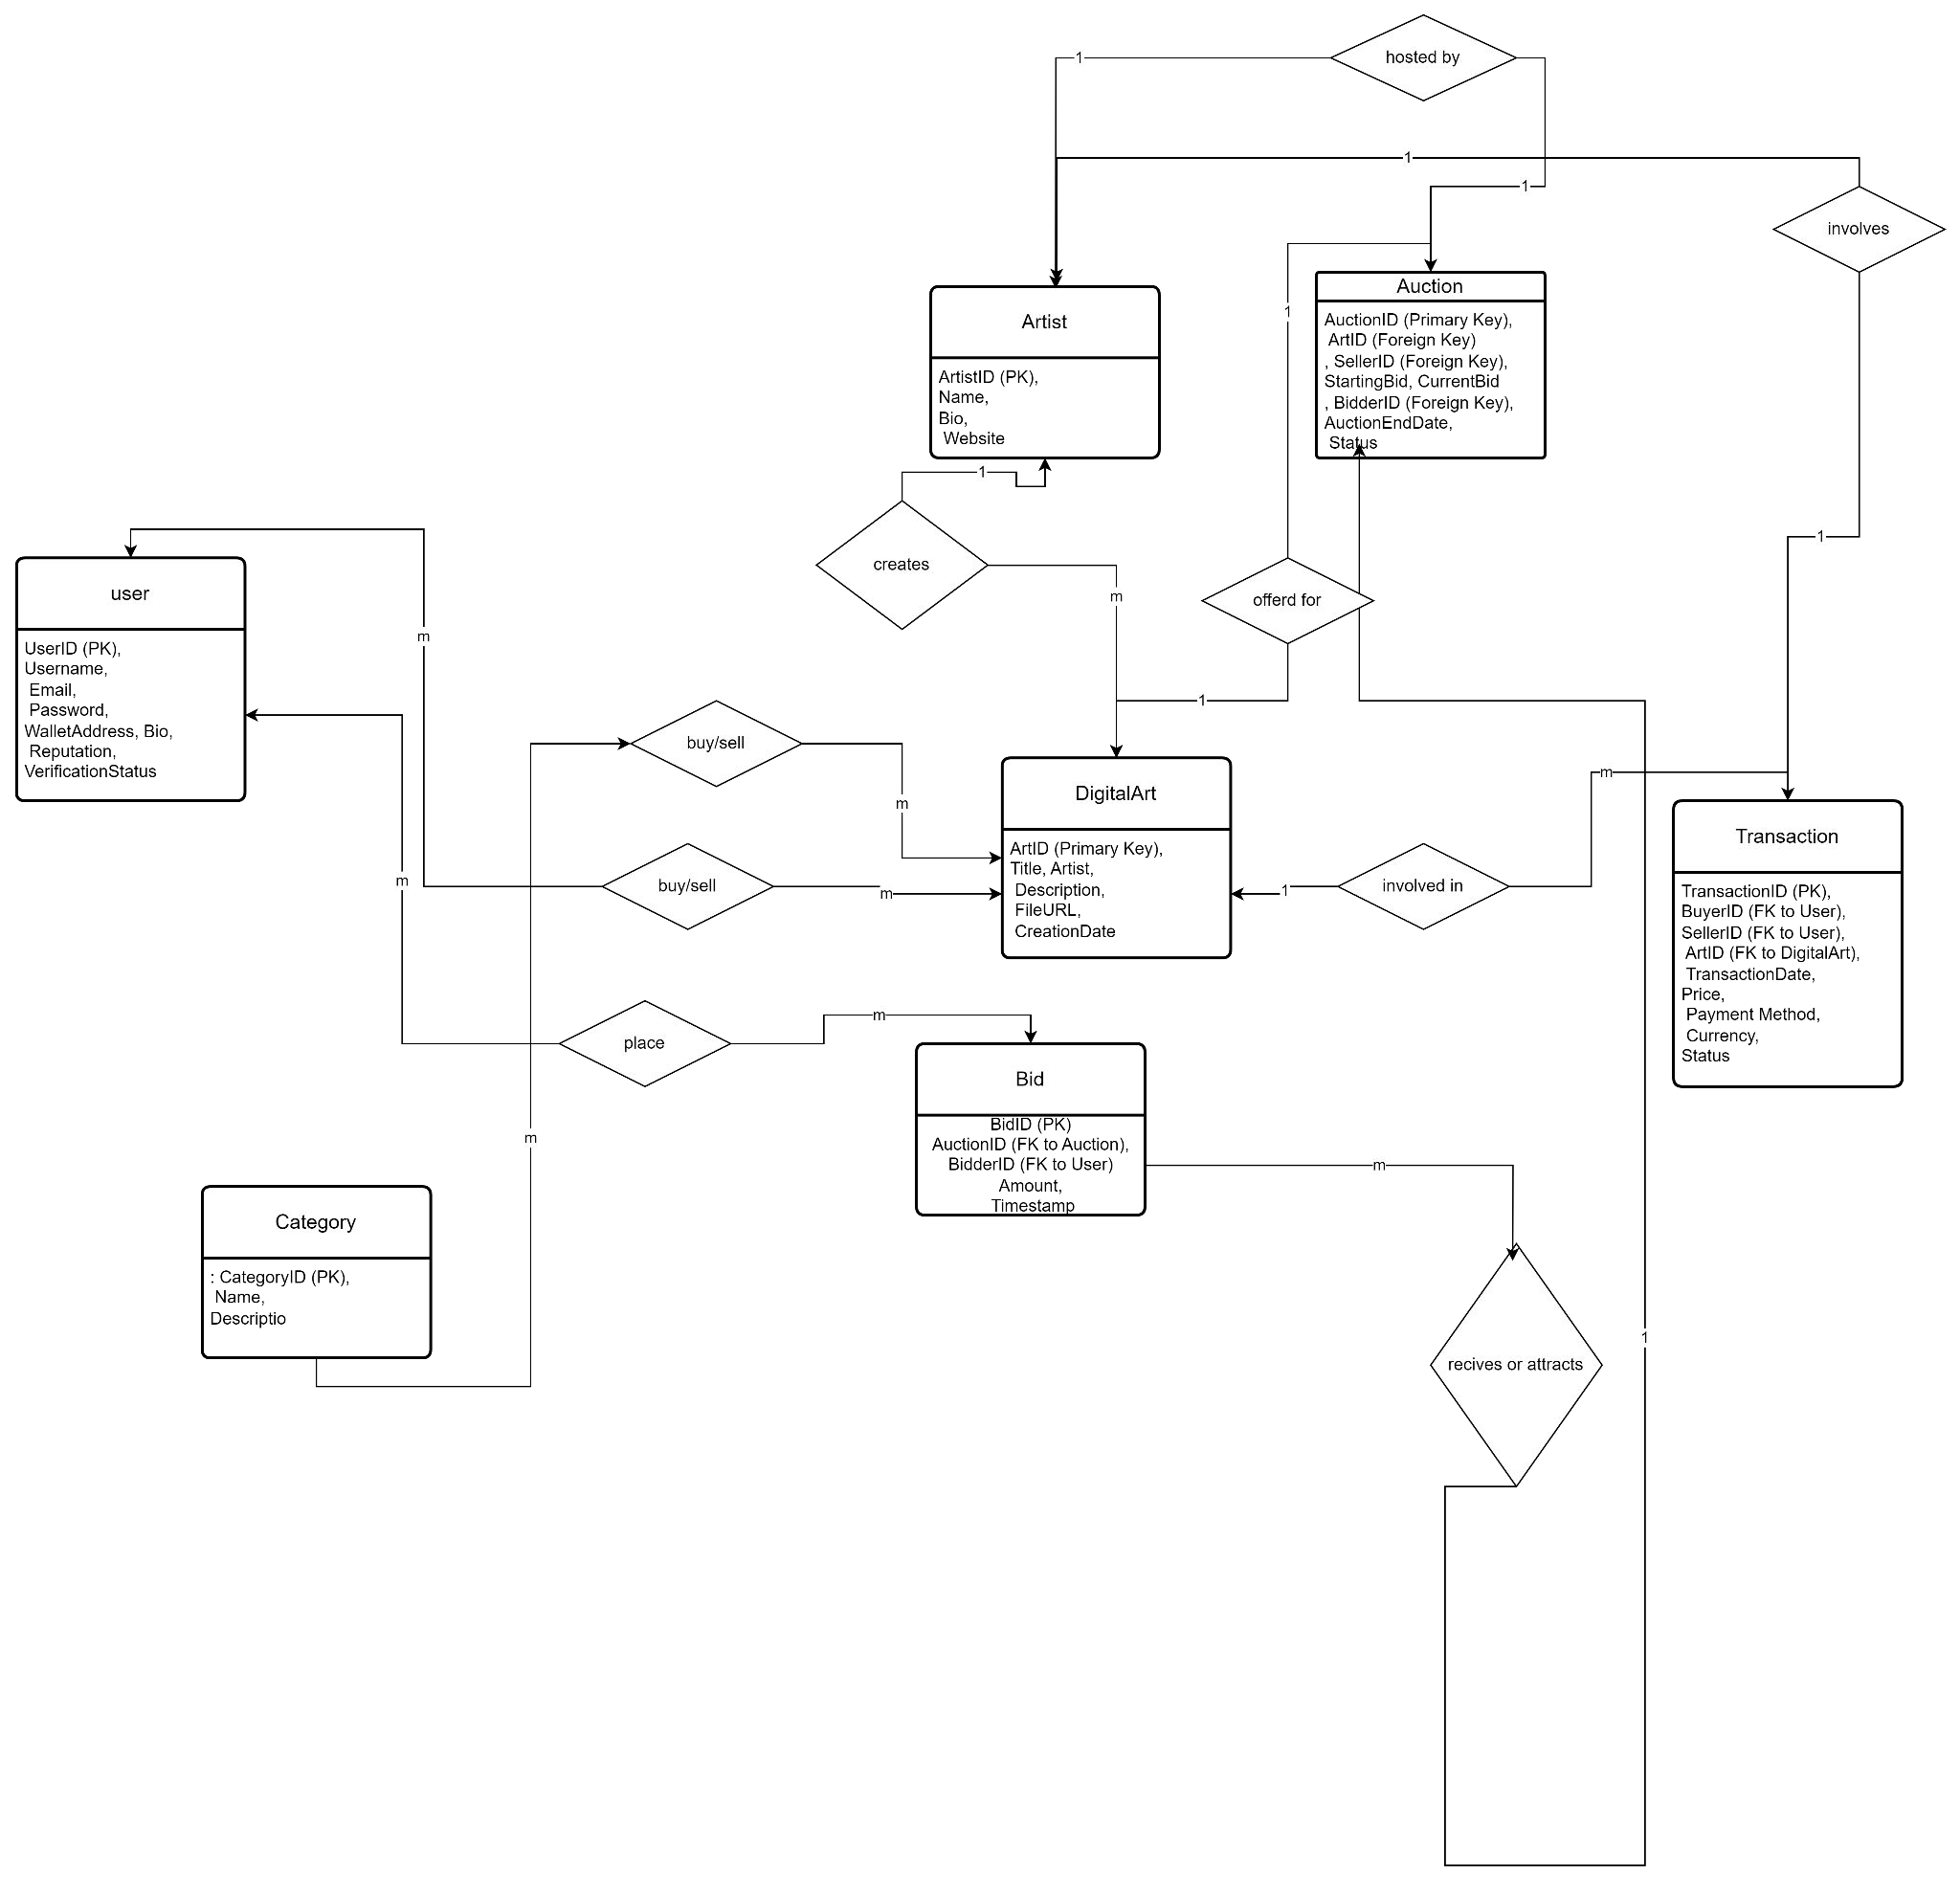 hosted by
1
1
1
involves
Artist
ArtistID (PK),
Name,
Bio,
Website
Auction
AuctionID (Primary Key),
ArtID (Foreign Key)
, SellerID (Foreign Key),
StartingBid, CurrentBid
, BidderID (Foreign Key),
AuctionEndDate,
Status
1
1
creates
m
offerd for
1
1
user
UserID (PK),
Username,
Email,
Password,
WalletAddress, Bio,
Reputation,
VerificationStatus
m
buy/sell
m
buy/sell
m
m
DigitalArt
ArtID (Primary Key),
Title, Artist,
Description,
FileURL,
CreationDate
1
involved in
m
Transaction
TransactionID (PK),
BuyerID (FK to User),
SellerID (FK to User),
ArtID (FK to DigitalArt),
TransactionDate,
Price,
Payment Method,
Currency,
Status
place
m
Bid
BidID (PK)
AuctionID (FK to Auction),
BidderID (FK to User)
Amount,
Timestamp
m
m
Category
: CategoryID (PK),
Name,
Descriptio
recives or attracts
1